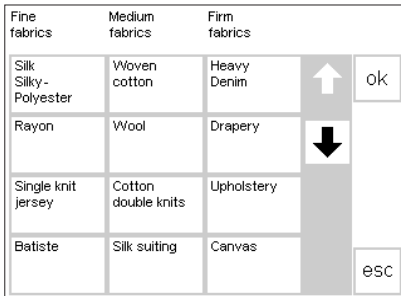 Fine fabrics
Medium fabrics
Firm fabrics
Silk
Silky-
Polyester
Woven
cotton
Heavy
Denim
ok
Rayon
Wool
Drapery
Single knit
jersey
Cotton
double knits
Upholstery
Batiste
Silk suiting
Canvas
esc